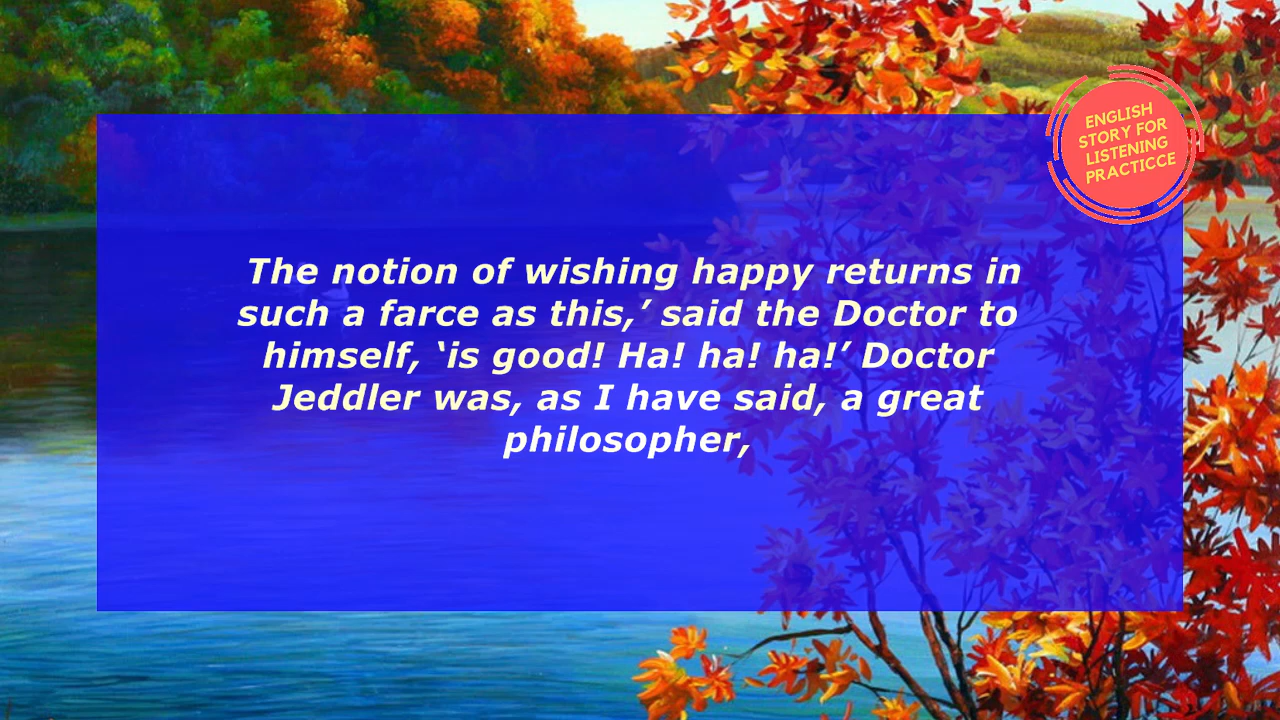 ENGLISH
STORY FOR
LISTENING
PRACTICCE
The notion of wishing happy returns in
such a farce as this,’ said the Doctor to
himself, ‘is good! Ha! ha! ha!’ Doctor
Jeddler was, as I have said, a great
philosopher,